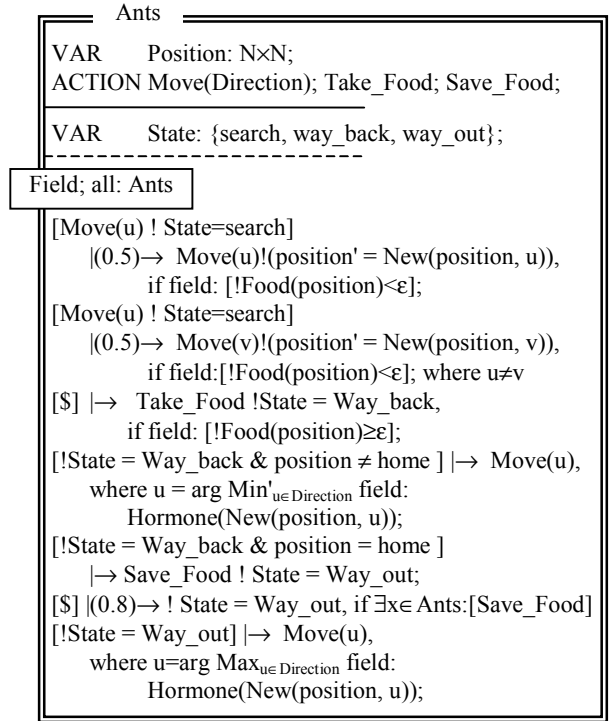 Ants
VAR Position: N×N;
ACTION Move(Direction); Take_Food; Save_Food;
VAR State: {search, way_back, way_out};
Field; all: Ants
[Move(u) ! State=search]
|(0.5)→ Move(u)!(position' = New(position, u)),
if field: [!Food(position)<ε];
[Move(u) ! State=search]
|(0.5)→ Move(v)!(position' = New(position, v)),
if field:[!Food(position)<ε]; where u≠v
[$] |→ Take_Food !State = Way_back,
if field: [!Food(position)≥ε];
[!State = Way_back & position ≠ home ] |→ Move(u),
where u = arg Min'u∈Direction field:
Hormone(New(position, u));
[!State = Way_back & position = home ]
|→ Save_Food ! State = Way_out;
[$] |(0.8)→ ! State = Way_out, if ∃x∈Ants:[Save_Food]
[!State = Way_out] |→ Move(u),
where u=arg Maxu∈Direction field:
Hormone(New(position, u));